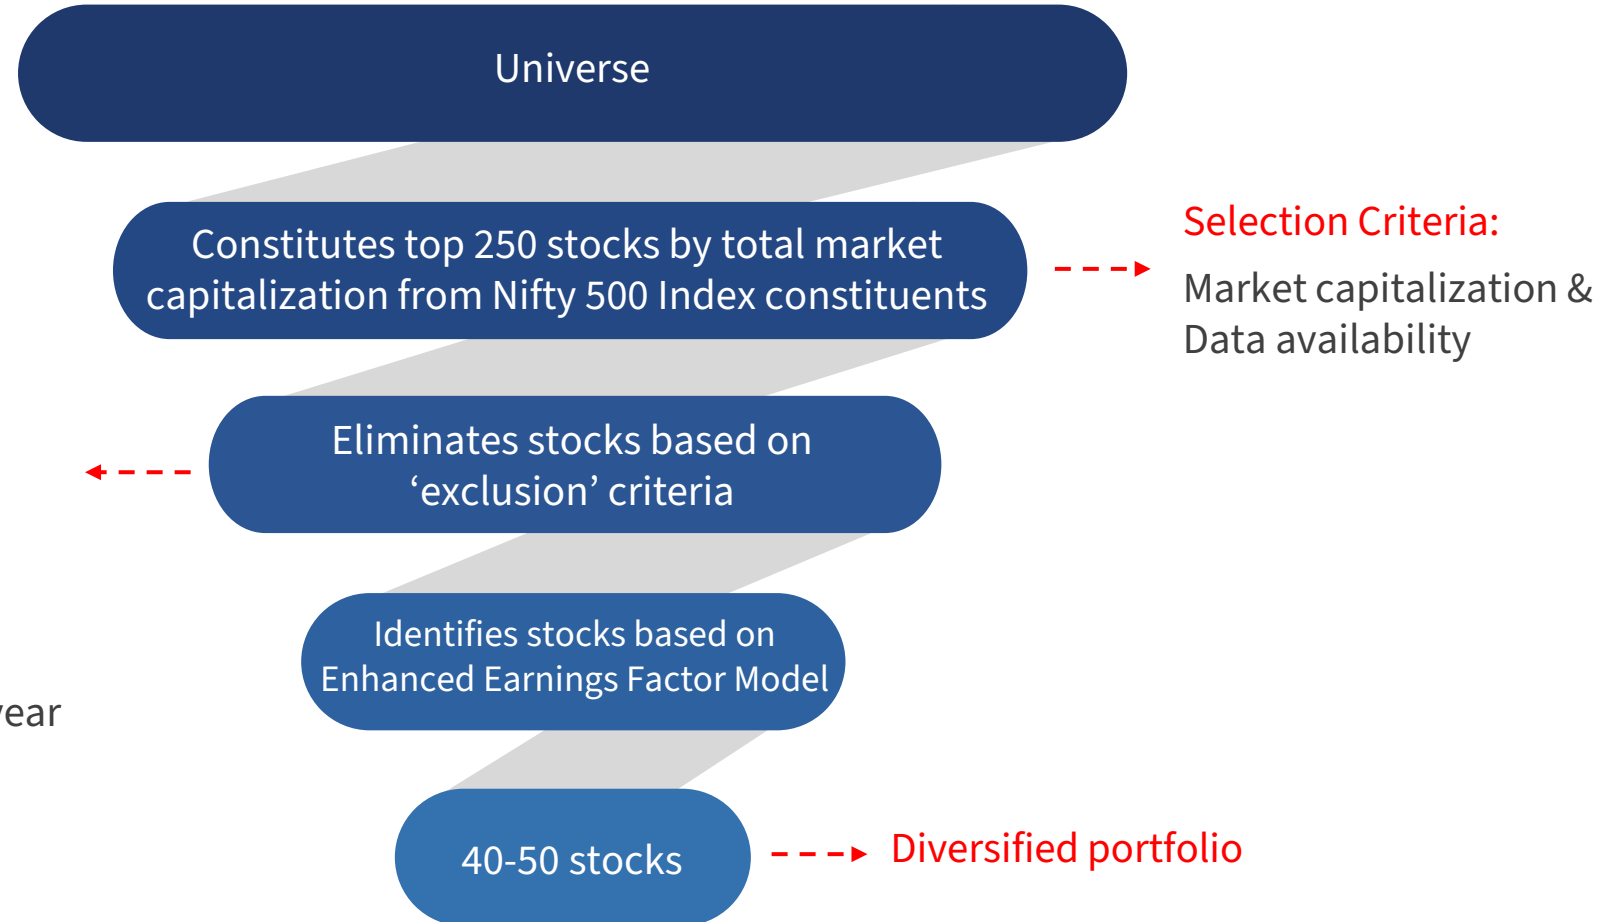 Universe
Constitutes top 250 stocks by total market
capitalization from Nifty 500 Index constituents
Selection Criteria:
Market capitalization &
Data availability
Eliminates stocks based on
‘exclusion’ criteria
Identifies stocks based on
Enhanced Earnings Factor Model
40-50 stocks
Diversified portfolio